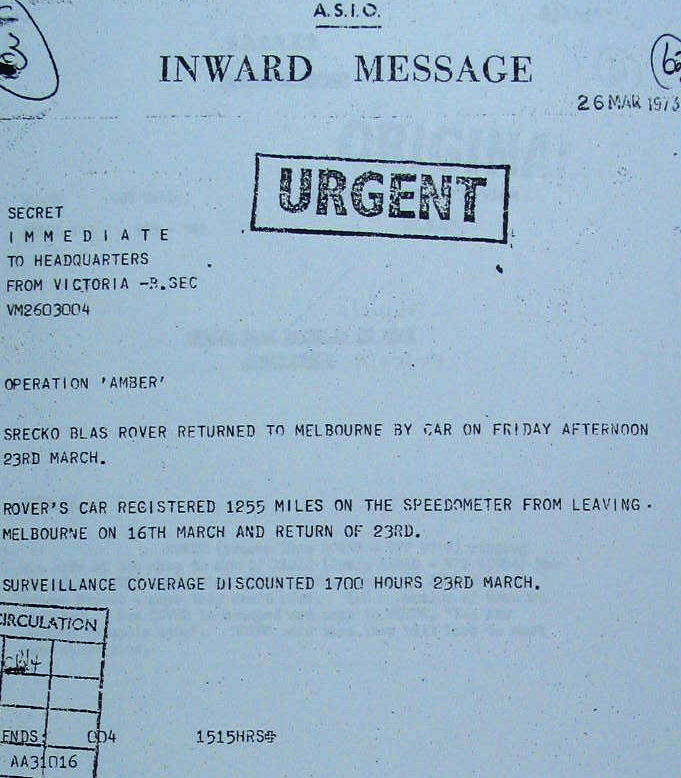 A.S.I.O.
INWARD MESSAGE
26 MAR 1973
URGENT
SECRET
I M M E D I A T E
TO HEADQUARTERS
FROM VICTORIA -B.SEC
VM2603004
OPERATION 'AMBER'
SRECKO BLAS ROVER RETURNED TO MELBOURNE BY CAR ON FRIDAY AFTERNOON
23RD MARCH.
ROVER'S CAR REGISTERED 1255 MILES ON THE SPEEDOMETER FROM LEAVING
MELBOURNE ON 16TH MARCH AND RETURN OF 23RD.
SURVEILLANCE COVERAGE DISCOUNTED 1700 HOURS 23RD MARCH.
CIRCULATION
ENDS: 004 1515HRS
AA31016